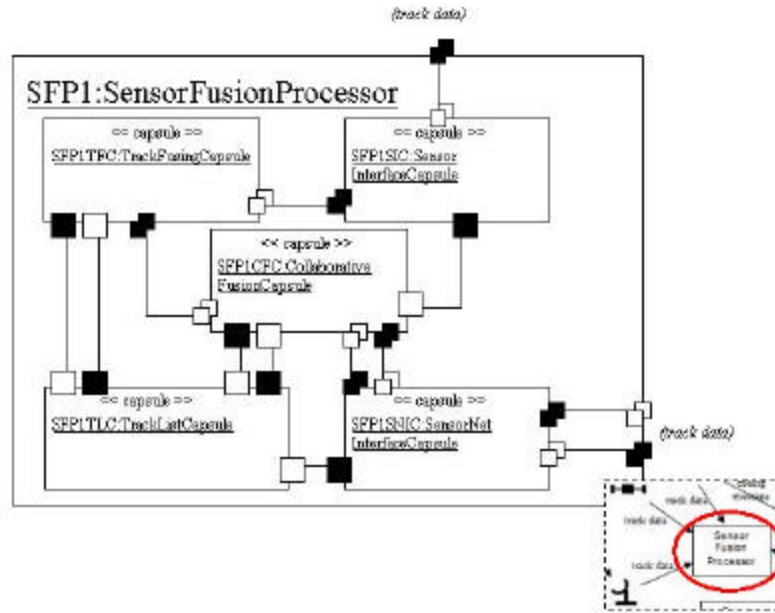 (track data)
SFP1:SensorFusionProcessor
<< capsule >>
SFP1TFC:TrackFusingCapsule
<< capsule >>
SFP1SIC:Sensor
InterfaceCapsule
<< capsule >>
SFP1CFC:Collaborative
FusionCapsule
<< capsule >>
SFP1TLC:TrackListCapsule
<< capsule >>
SFP1SNIC:SensorNet
InterfaceCapsule
(track data)
message
track data
track data
track data
Sensor
Fusion
Processor